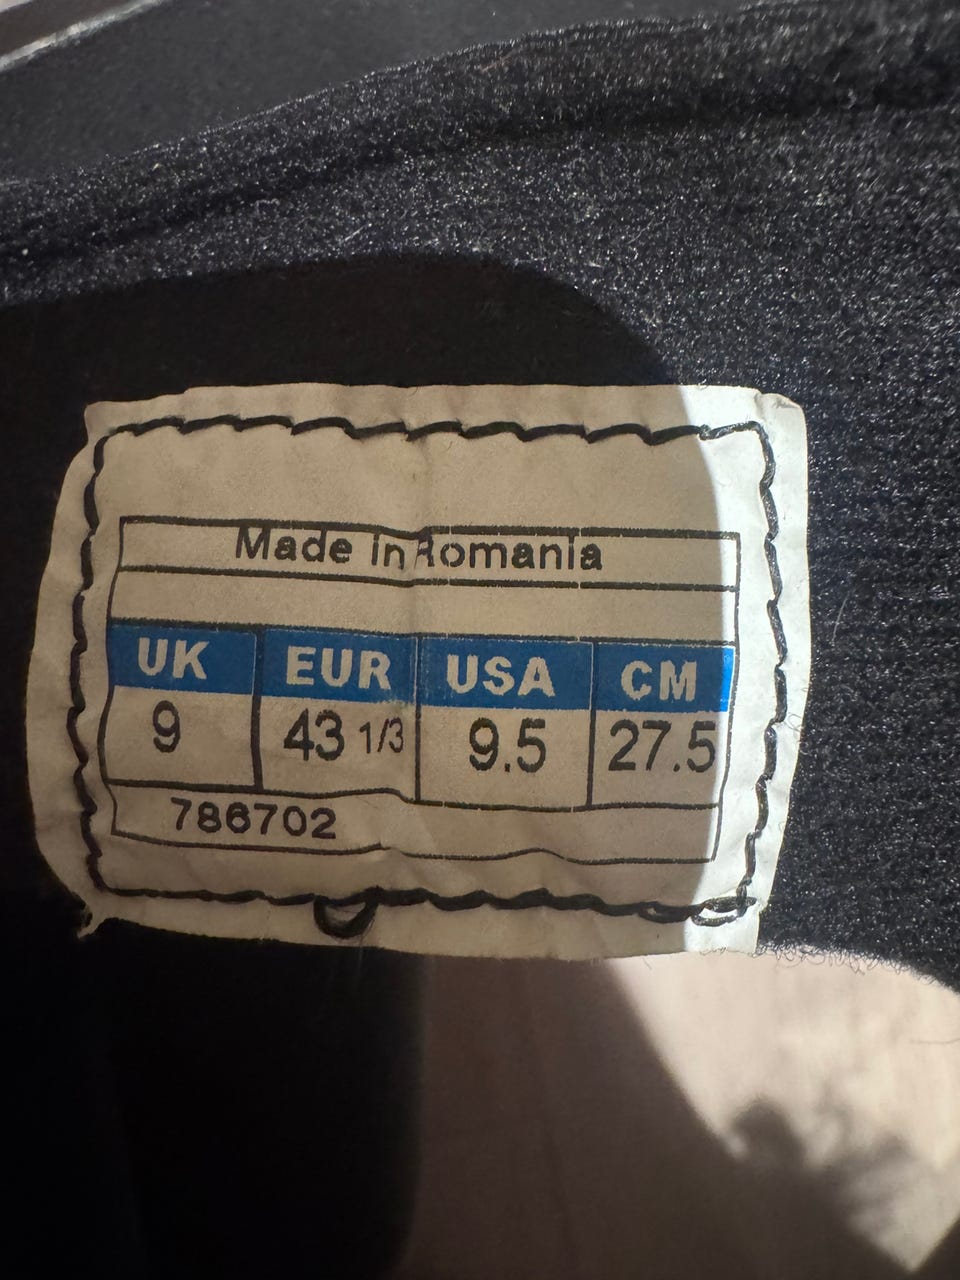 Made in Romania
UK EUR USA CM
9 43 1/3 9.5 27.5
786702